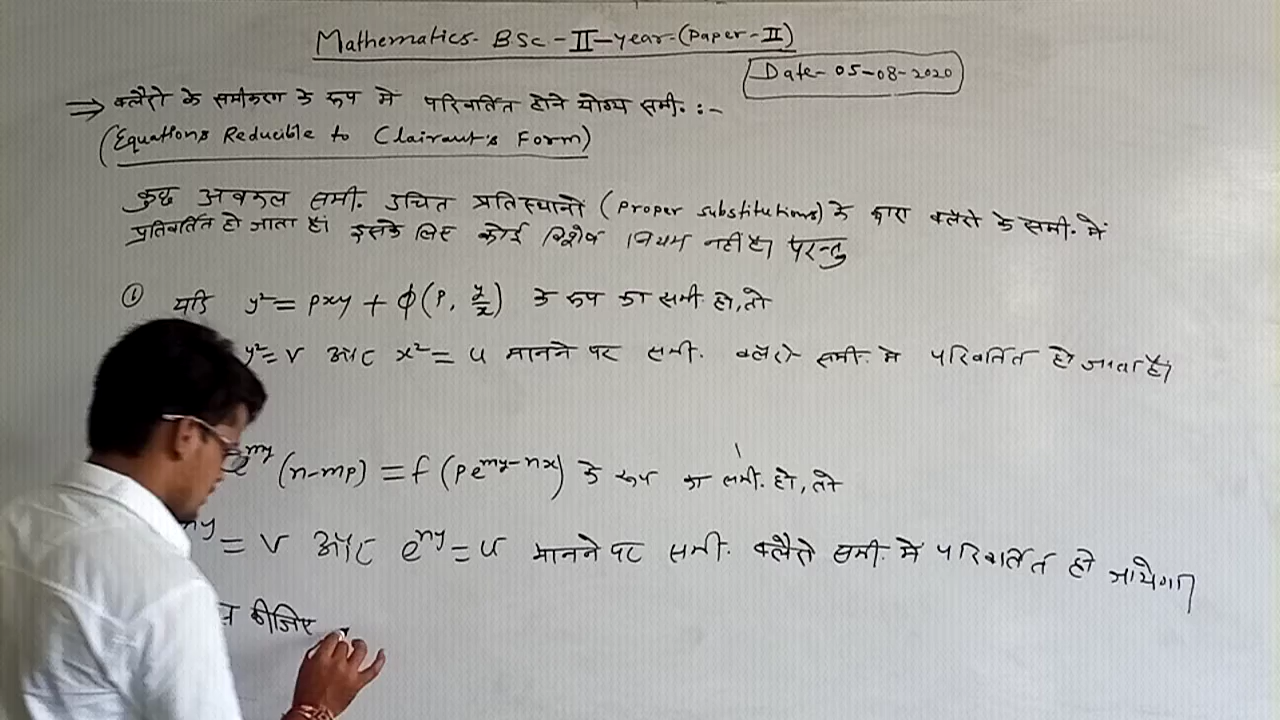 Mathematics- BSc - II - year - (Paper - II)
Date- 05-08-2020
⇒ क्लैरो के समीकरण के रूप में परिवर्तित होने योग्य समी. :-
(Equations Reducible to Clairaut's Form)
कुछ अवकल समी. उचित प्रतिस्थानों (proper substitutions) के द्वारा क्लैरो के समी. में
प्रतिवर्तित हो जाता है। इसके लिए कोई विशेष नियम नहीं है। परन्तु
① यदि y² = pxy + ϕ(p, y/x) के रूप का समी. हो, तो
y² = v और x² = u मानने पर समी. क्लैरो समी. में परिवर्तित हो जाता है।
e^my (n-mp) = f (pe^my-nx) के रूप का समी. हो, तो
= v और e^ny = u मानने पर समी. क्लैरो समी. में परिवर्तित हो जायेगा।
कीजिए